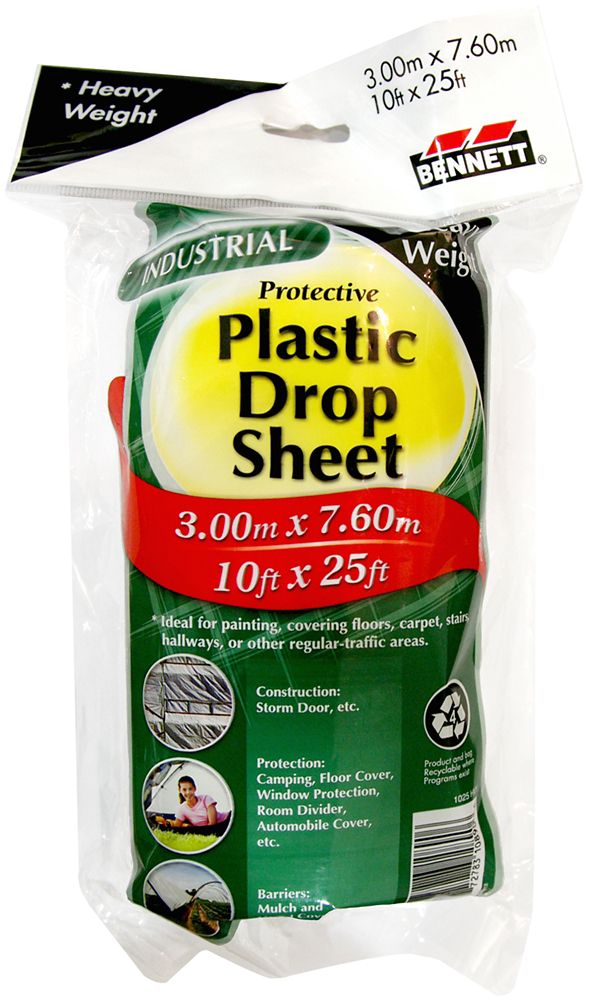 * Heavy
Weight
3.00m x 7.60m
10ft x 25ft
BENNETT®
INDUSTRIAL
Protective
Plastic
Drop
Sheet
3.00m x 7.60m
10ft x 25ft
* Ideal for painting, covering floors, carpet, stairs,
hallways, or other regular-traffic areas.
Construction:
Storm Door, etc.
4
Product and bag
Recyclable where
Programs exist
Protection:
Camping, Floor Cover,
Window Protection,
Room Divider,
Automobile Cover,
etc.
1025
Barriers:
Mulch and